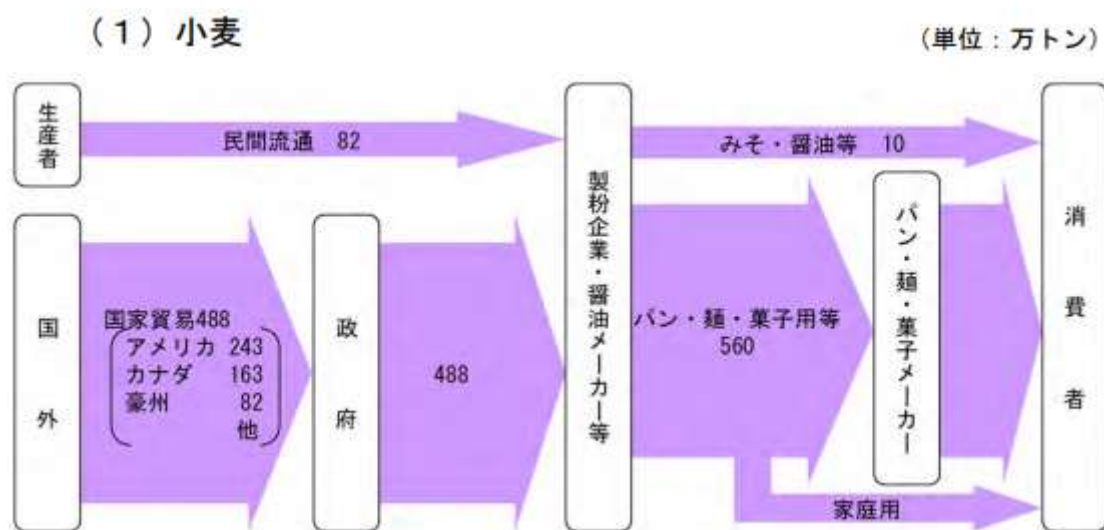 （１）小麦
（単位：万トン）
生産者
民間流通　82
国外
国家貿易488
アメリカ 243
カナダ 163
豪州 82
他
政府
488
製粉企業・醤油メーカー等
みそ・醤油等　10
パン・麺・菓子用等
560
パン・麺・菓子メーカー
家庭用
消費者